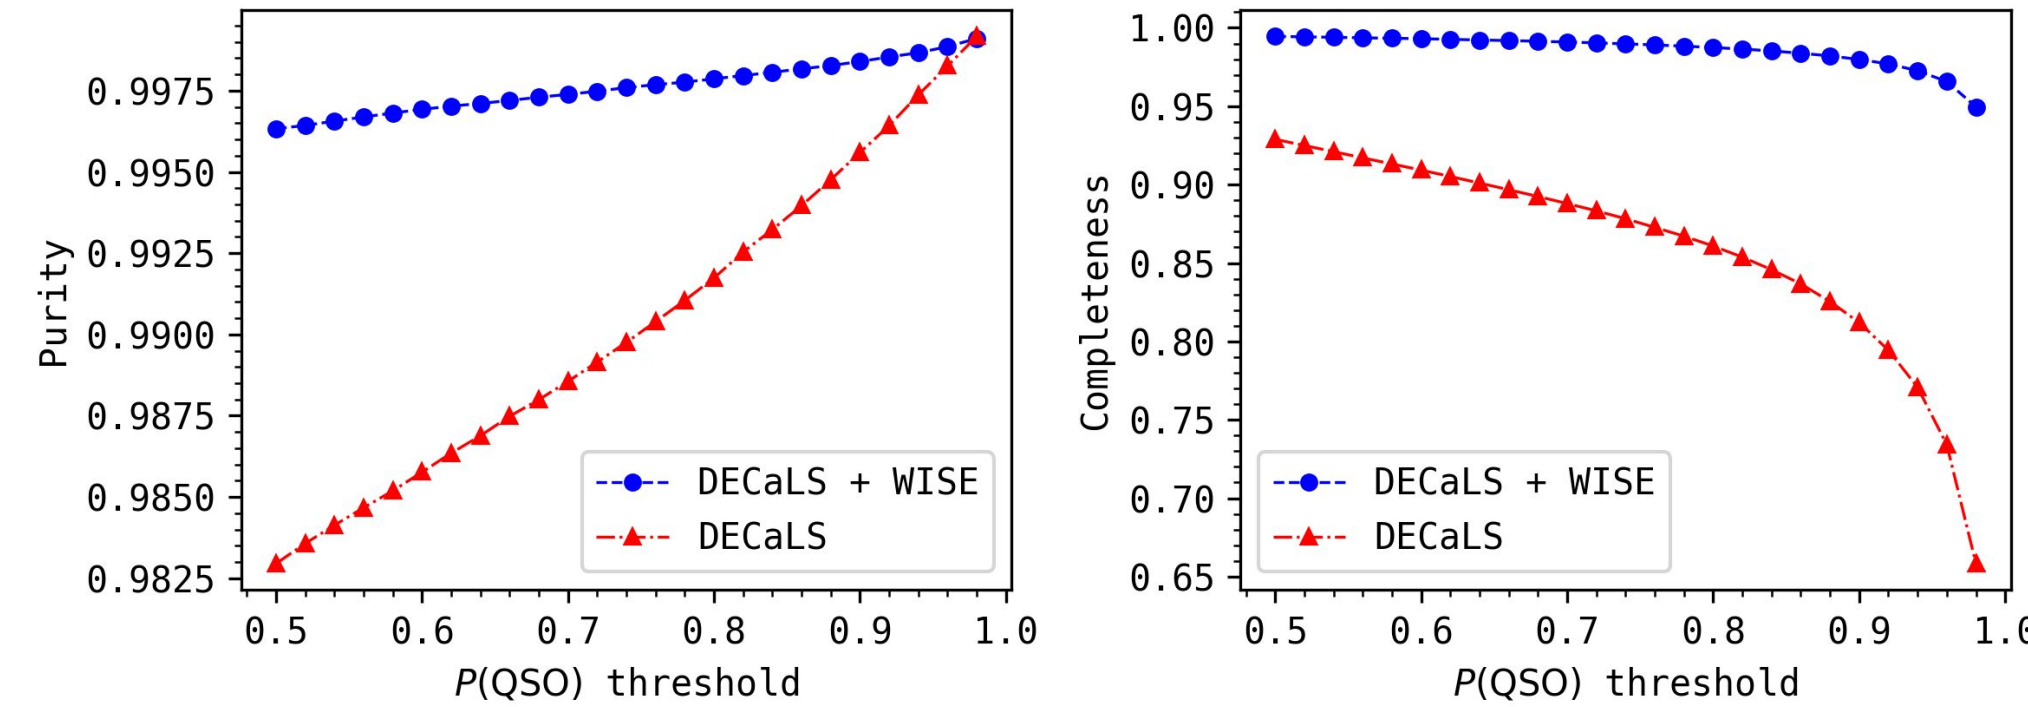 Purity
0.9975
0.9950
0.9925
0.9900
0.9875
0.9850
0.9825
DECaLS + WISE
DECaLS
0.5 0.6 0.7 0.8 0.9 1.0
P(QSO) threshold
Completeness
1.00
0.95
0.90
0.85
0.80
0.75
0.70
0.65
DECaLS + WISE
DECaLS
0.5 0.6 0.7 0.8 0.9 1.0
P(QSO) threshold